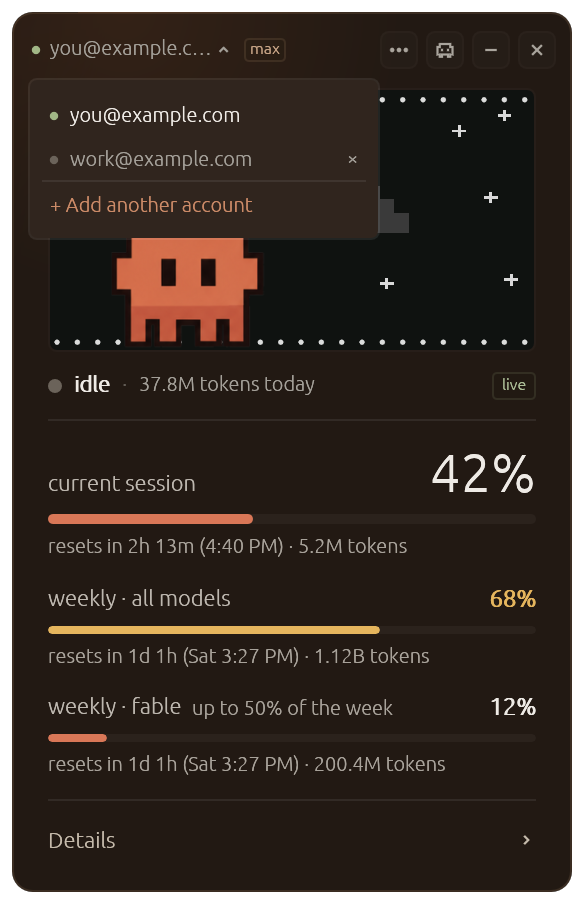 you@example.c... max
you@example.com
work@example.com ×
+ Add another account
idle · 37.8M tokens today live
current session 42%
resets in 2h 13m (4:40 PM) · 5.2M tokens
weekly · all models 68%
resets in 1d 1h (Sat 3:27 PM) · 1.12B tokens
weekly · fable up to 50% of the week 12%
resets in 1d 1h (Sat 3:27 PM) · 200.4M tokens
Details